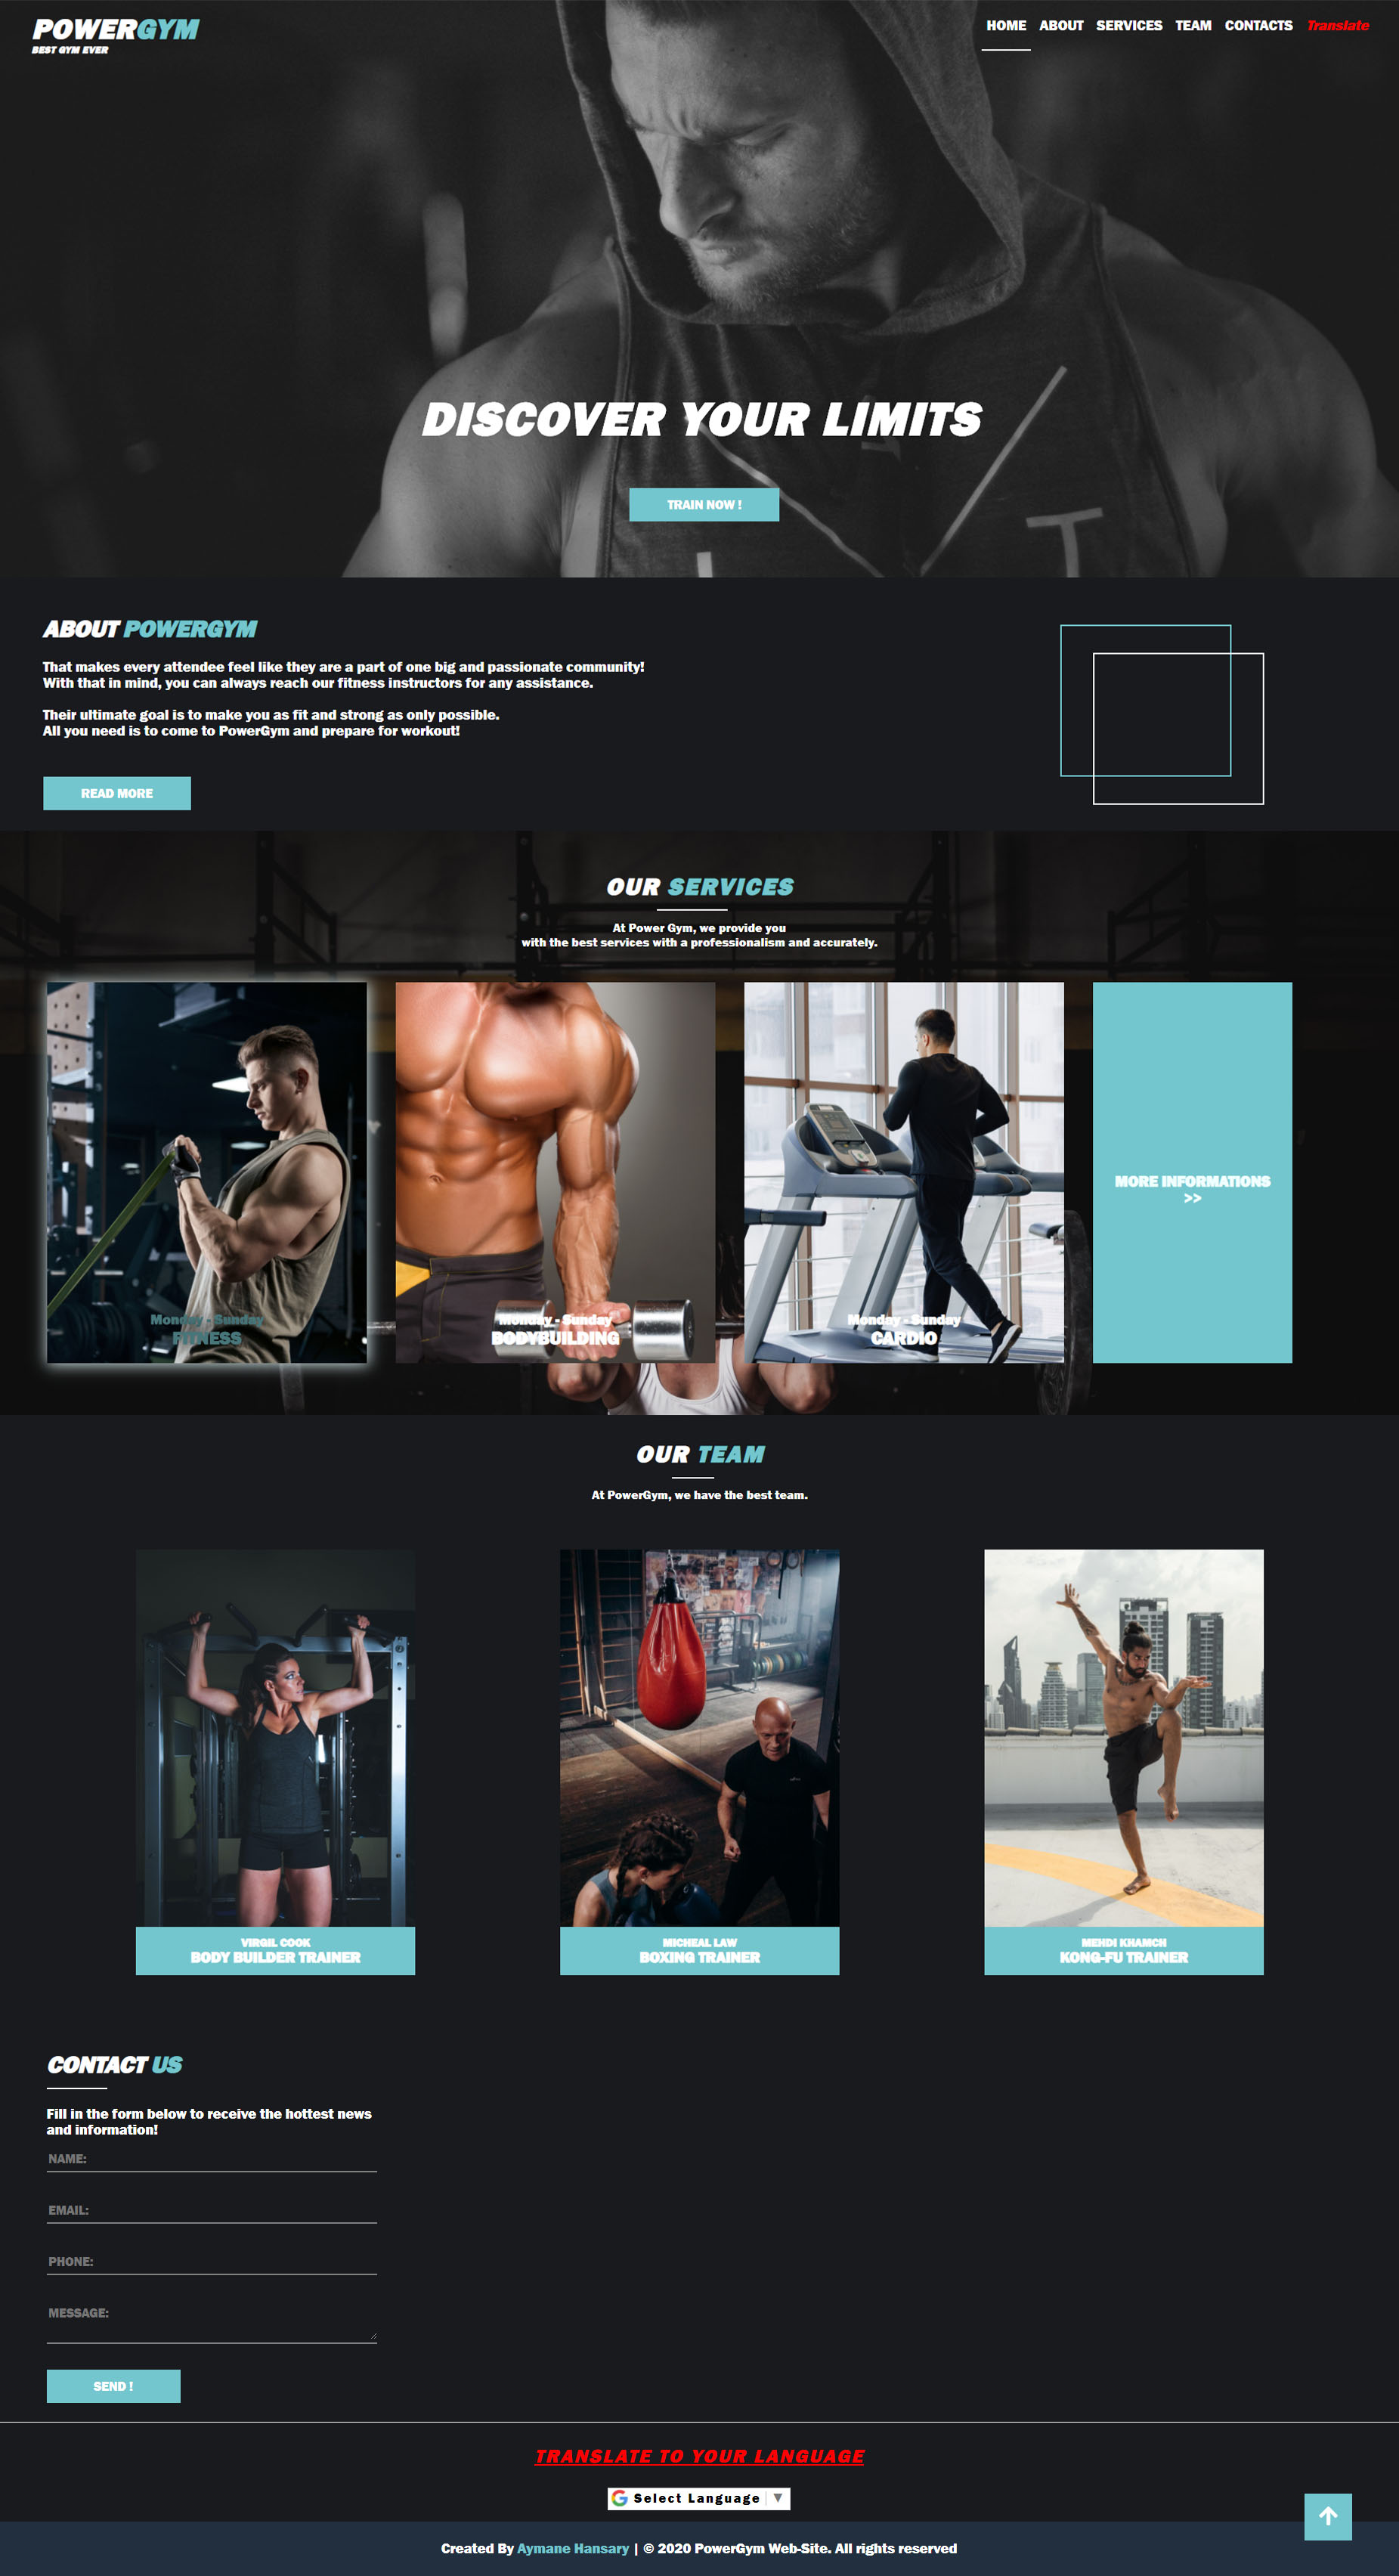 POWERGYM
BEST GYM EVER
HOME ABOUT SERVICES TEAM CONTACTS Translate
DISCOVER YOUR LIMITS
TRAIN NOW !
ABOUT POWERGYM
That makes every attendee feel like they are a part of one big and passionate community!
With that in mind, you can always reach our fitness instructors for any assistance.
Their ultimate goal is to make you as fit and strong as only possible.
All you need is to come to PowerGym and prepare for workout!
READ MORE
OUR SERVICES
At Power Gym, we provide you
with the best services with a professionalism and accurately.
Monday - Sunday
FITNESS
Monday - Sunday
BODYBUILDING
Monday - Sunday
CARDIO
MORE INFORMATIONS
>>
OUR TEAM
At PowerGym, we have the best team.
VIRGIL COOK
BODY BUILDER TRAINER
MICHEAL LAW
BOXING TRAINER
MEHDI KHAMCH
KONG-FU TRAINER
CONTACT US
Fill in the form below to receive the hottest news
and information!
NAME:
EMAIL:
PHONE:
MESSAGE:
SEND !
TRANSLATE TO YOUR LANGUAGE
Select Language ▼
Created By Aymane Hansary | © 2020 PowerGym Web-Site. All rights reserved